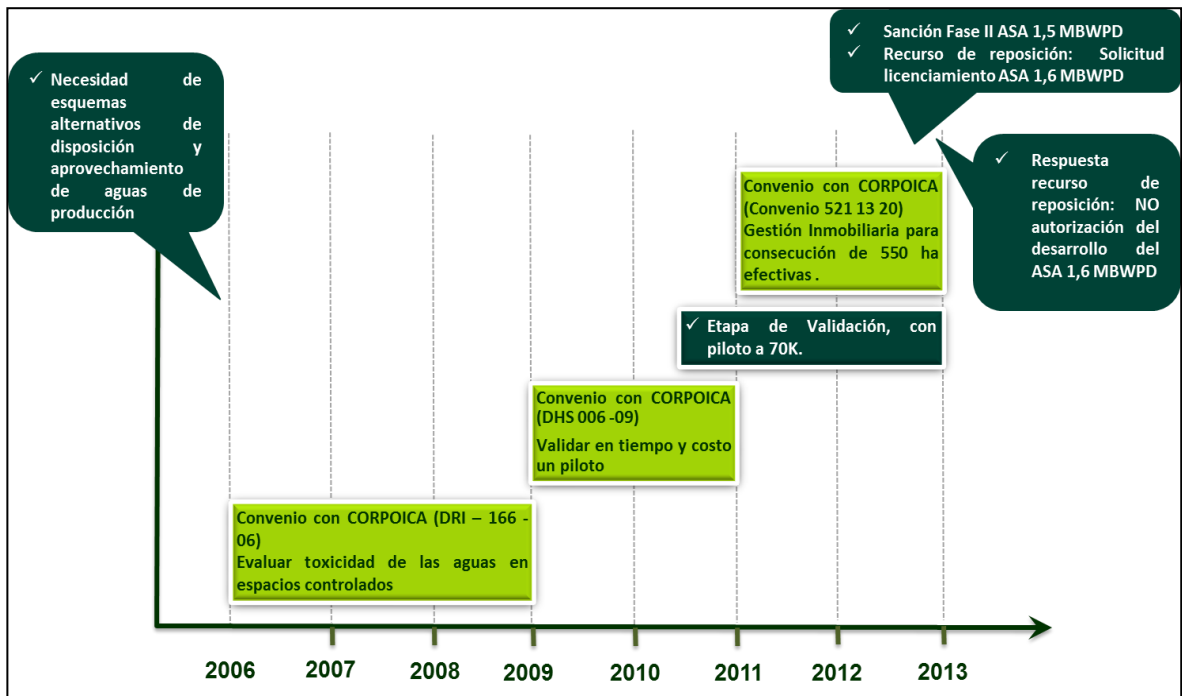 ✓ Sanción Fase II ASA 1,5 MBWPD
✓ Recurso de reposición: Solicitud
licenciamiento ASA 1,6 MBWPD
✓ Necesidad de
esquemas
alternativos de
disposición y
aprovechamiento
de aguas de
producción
✓ Respuesta
recurso de
reposición: NO
autorización del
desarrollo del
ASA 1,6 MBWPD
Convenio con CORPOICA
(Convenio 521 13 20)
Gestión Inmobiliaria para
consecución de 550 ha
efectivas .
✓ Etapa de Validación, con
piloto a 70K.
Convenio con CORPOICA
(DHS 006 -09)
Validar en tiempo y costo
un piloto
Convenio con CORPOICA (DRI – 166 -
06)
Evaluar toxicidad de las aguas en
espacios controlados
2006 2007 2008 2009 2010 2011 2012 2013